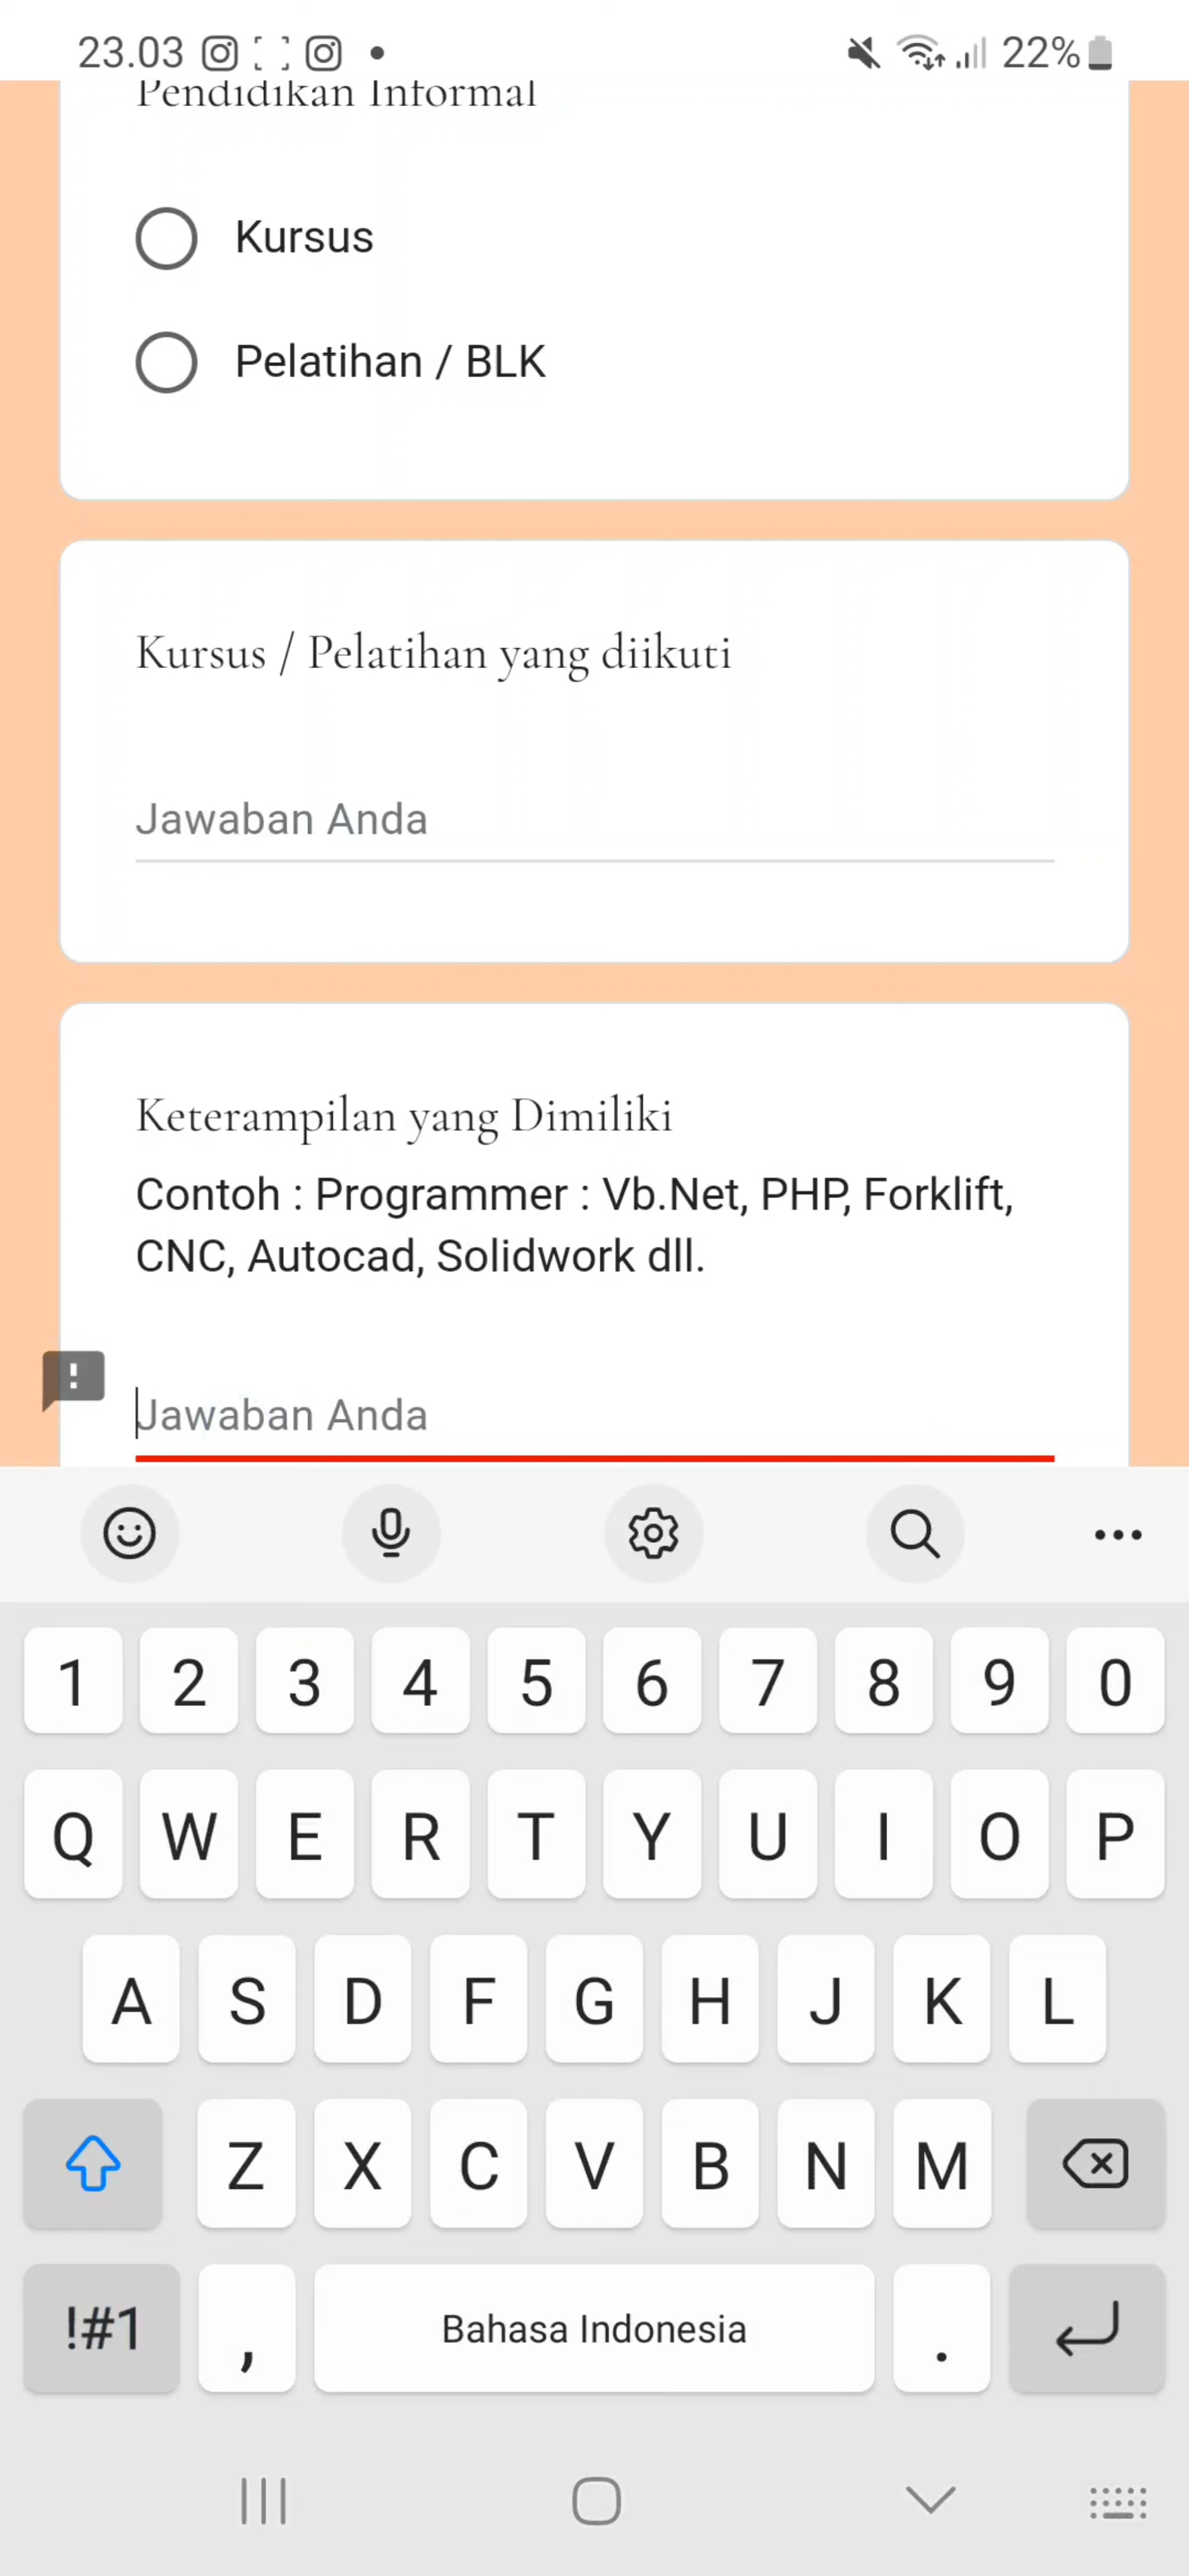 23.03
22%
Pendidikan Informal
Kursus
Pelatihan / BLK
Kursus / Pelatihan yang diikuti
Jawaban Anda
Keterampilan yang Dimiliki
Contoh : Programmer : Vb.Net, PHP, Forklift,
CNC, Autocad, Solidwork dll.
!
Jawaban Anda
1 2 3 4 5 6 7 8 9 0
Q W E R T Y U I O P
A S D F G H J K L
Z X C V B N M
!#1 , Bahasa Indonesia .